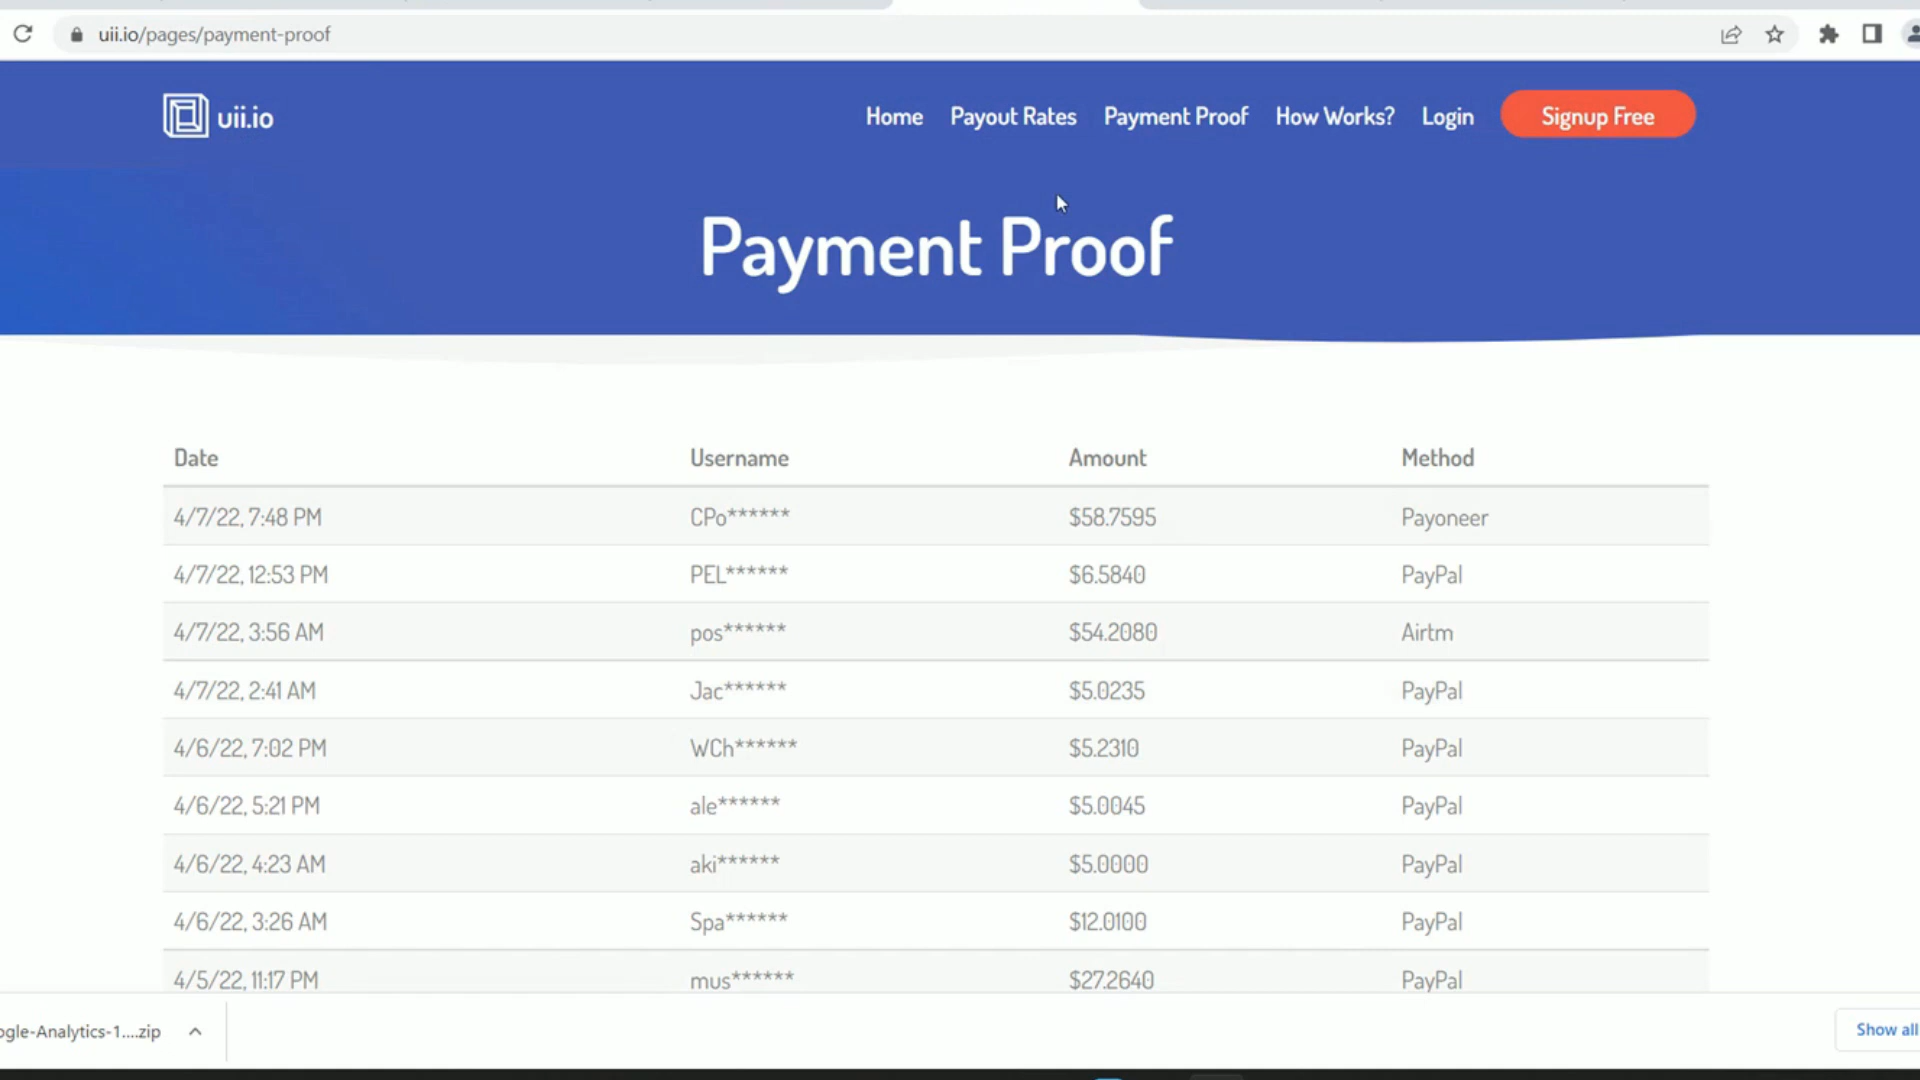 uii.io/pages/payment-proof
uii.io Home Payout Rates Payment Proof How Works? Login Signup Free
Payment Proof
Date Username Amount Method
4/7/22, 7:48 PM CPo****** $58.7595 Payoneer
4/7/22, 12:53 PM PEL****** $6.5840 PayPal
4/7/22, 3:56 AM pos****** $54.2080 Airtm
4/7/22, 2:41 AM Jac****** $5.0235 PayPal
4/6/22, 7:02 PM WCh****** $5.2310 PayPal
4/6/22, 5:21 PM ale****** $5.0045 PayPal
4/6/22, 4:23 AM aki****** $5.0000 PayPal
4/6/22, 3:26 AM Spa****** $12.0100 PayPal
4/5/22, 11:17 PM mus****** $27.2640 PayPal
ogle-Analytics-1....zip Show all